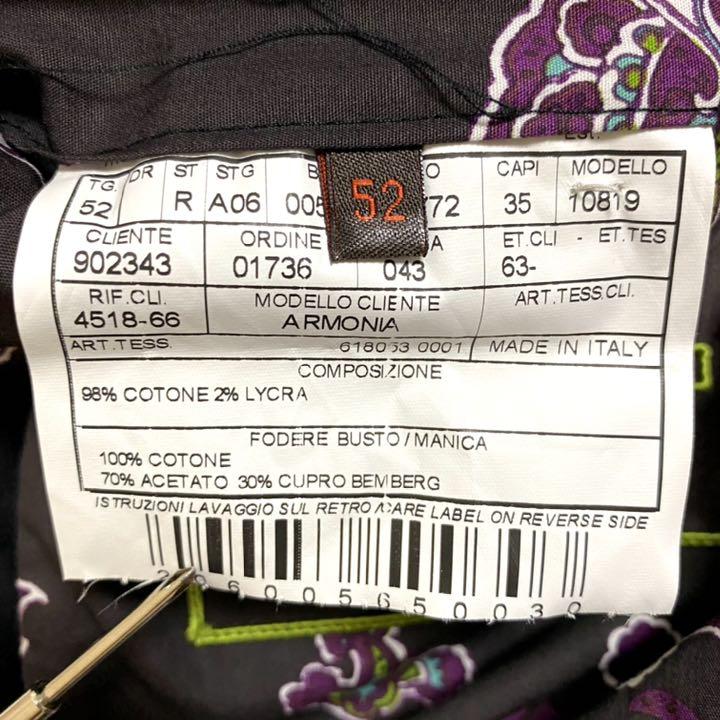 TG. DR ST STG CAPI MODELLO
52 R A06 52 72 35 10819
CLIENTE ORDINE ET.CLI - ET.TES
902343 01736 043 63-
RIF.CLI. MODELLO CLIENTE ART.TESS.CLI.
4518-66 ARMONIA
ART.TESS. 618053 0001 MADE IN ITALY
COMPOSIZIONE
98% COTONE 2% LYCRA
FODERE BUSTO/MANICA
100% COTONE
70% ACETATO 30% CUPRO BEMBERG
ISTRUZIONI LAVAGGIO SUL RETRO /CARE LABEL ON REVERSE SIDE